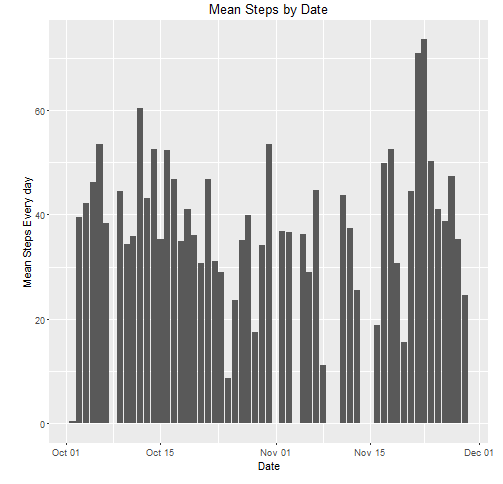 Mean Steps by Date
Mean Steps Every day
60
40
20
0
Oct 01
Oct 15
Nov 01
Nov 15
Dec 01
Date